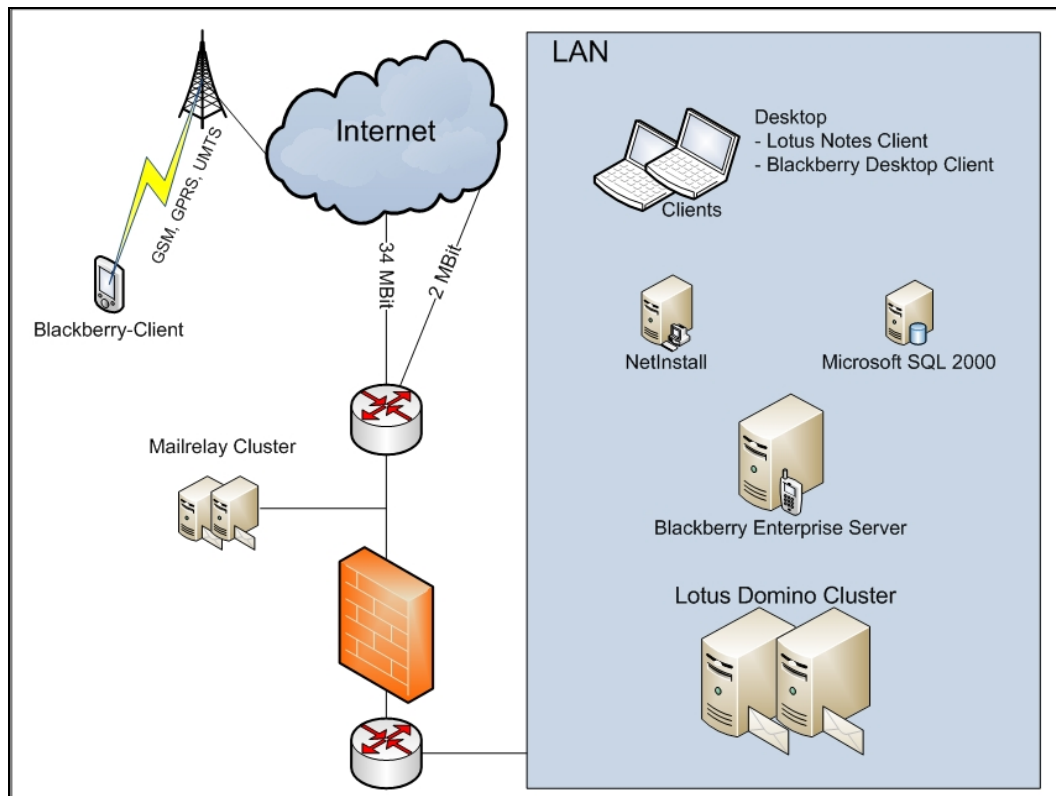 LAN
Internet
GSM, GPRS, UMTS
Blackberry-Client
34 MBit
2 MBit
Mailrelay Cluster
Desktop
- Lotus Notes Client
- Blackberry Desktop Client
Clients
NetInstall
Microsoft SQL 2000
Blackberry Enterprise Server
Lotus Domino Cluster